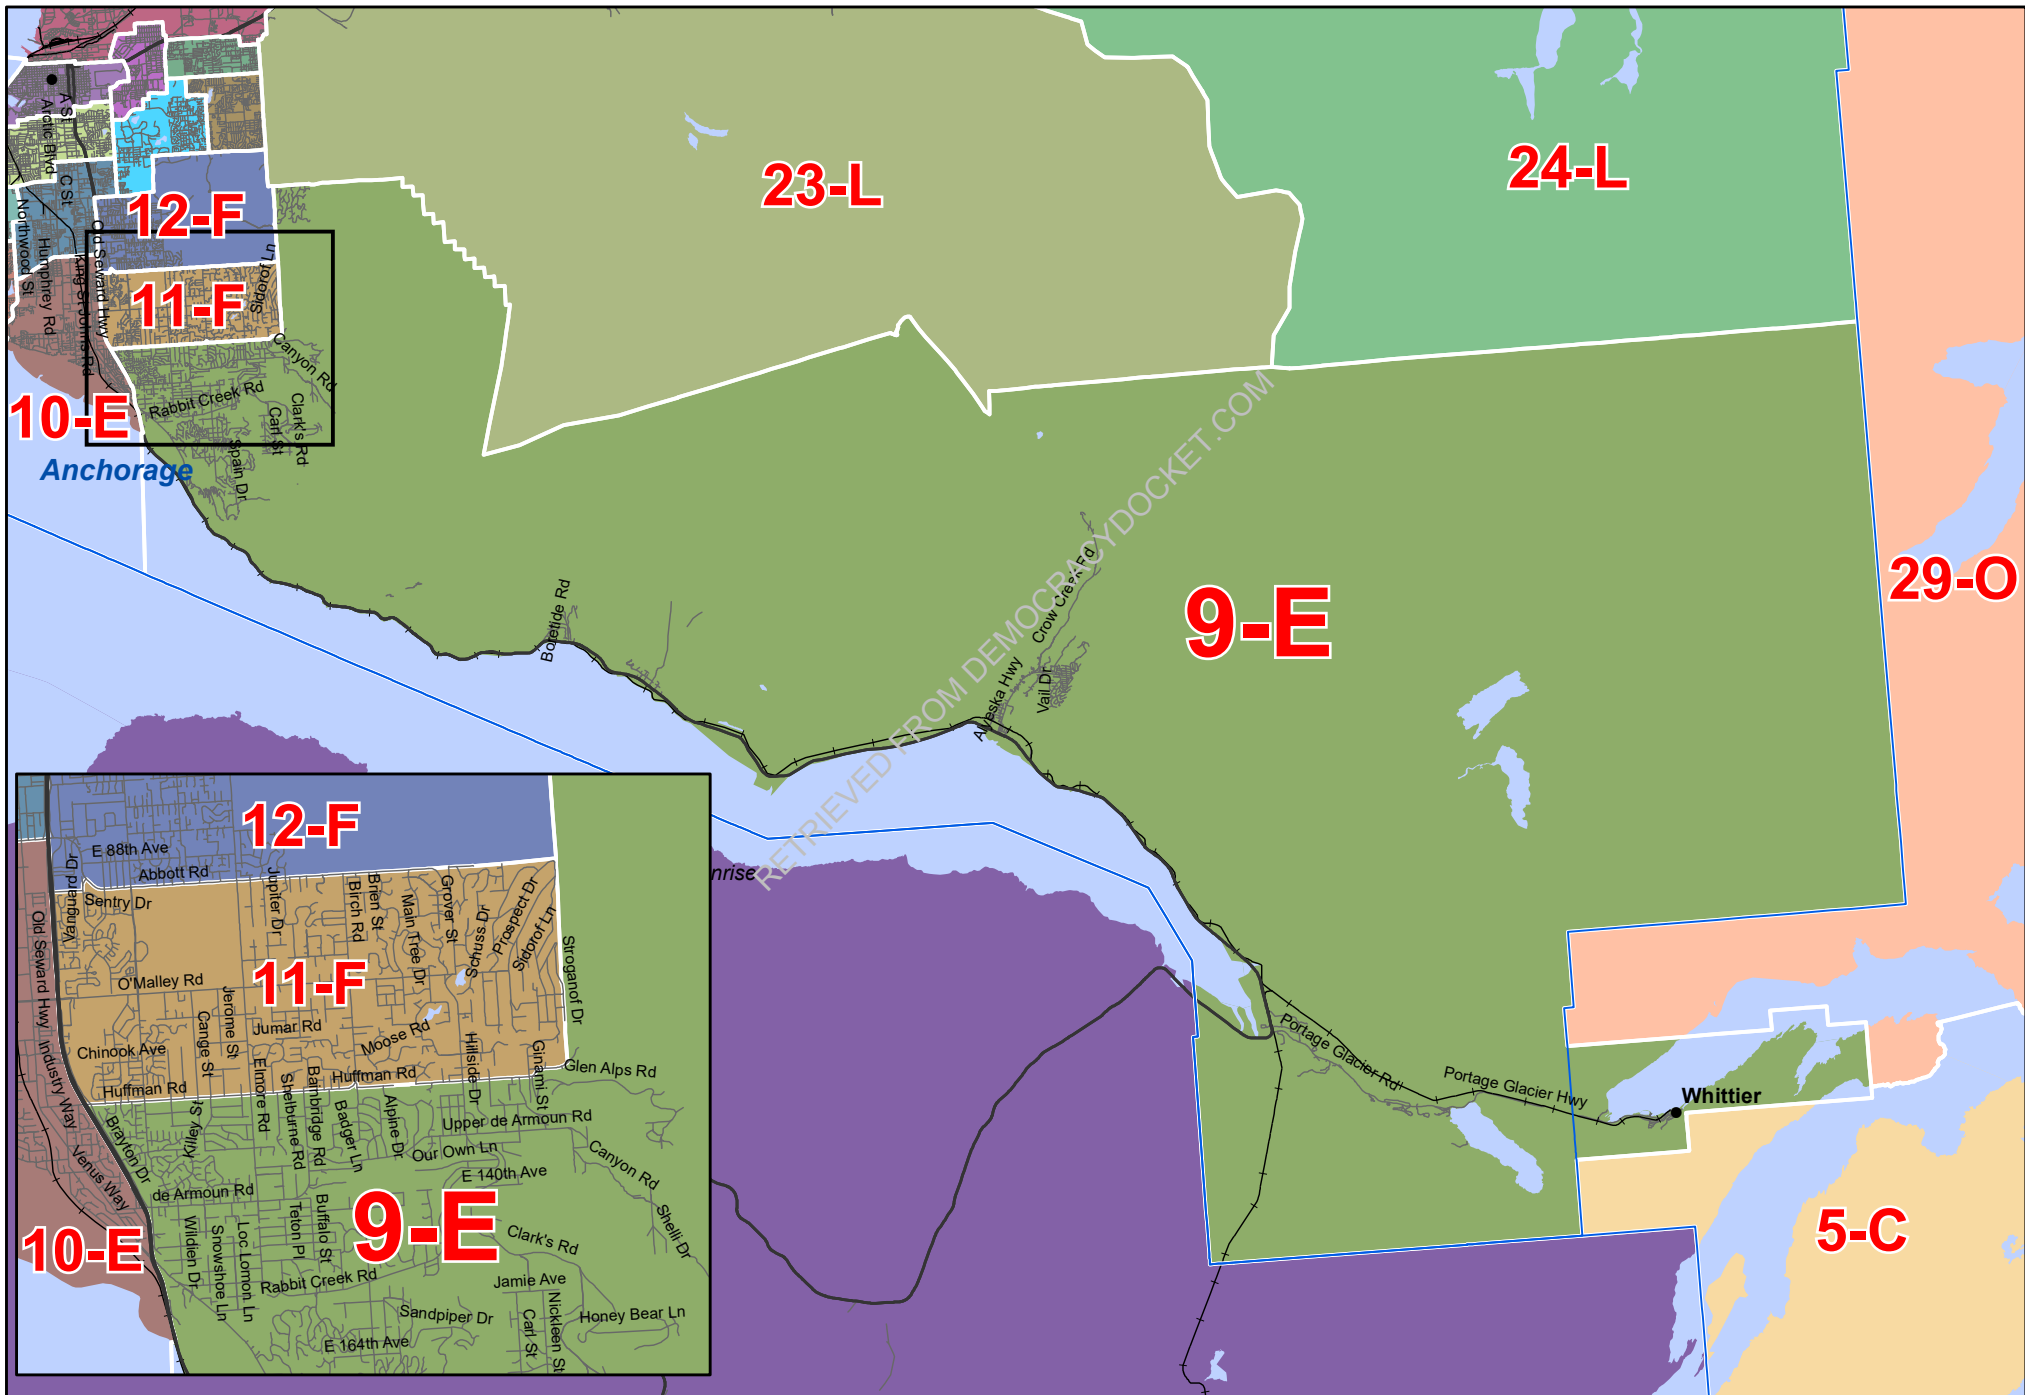 23-L
24-L
A St
Arctic Blvd
C St
12-F
Northwood St
Humphrey Rd
King St
Johns Rd
Old Seward Hwy
Sidorof Ln
11-F
Canyon Rd
Rabbit Creek Rd
10-E
Carl St
Clark's Rd
Spain Dr
Anchorage
29-O
9-E
Boretide Rd
Crow Creek Rd
Alyeska Hwy
Vail Dr
RETRIEVED FROM DEMOCRACYDOCKET.COM
nrise
Portage Glacier Rd
Portage Glacier Hwy
Whittier
5-C
12-F
E 88th Ave
Abbott Rd
Vanguard Dr
Sentry Dr
Jupiter Dr
Birch Rd
Brien St
Main Tree Dr
Grover St
Schuss Dr
Prospect Dr
Sidorof Ln
Stroganof Dr
Old Seward Hwy
O'Malley Rd
11-F
Jerome St
Cange St
Jumar Rd
Moose Rd
Chinook Ave
Huffman Rd
Huffman Rd
Elmore Rd
Hillside Dr
Ginami St
Glen Alps Rd
Industry Way
Venus Way
Brayton Dr
Killey St
Shelburne Rd
Bambridge Rd
Badger Ln
Alpine Dr
Upper de Armoun Rd
Our Own Ln
Canyon Rd
E 140th Ave
de Armoun Rd
9-E
10-E
Wildien Dr
Snowshoe Ln
Loc Lomon Ln
Teton Pl
Buffalo St
Clark's Rd
Shelli Dr
Rabbit Creek Rd
Jamie Ave
Sandpiper Dr
Carl St
Nickleen St
Honey Bear Ln
E 164th Ave